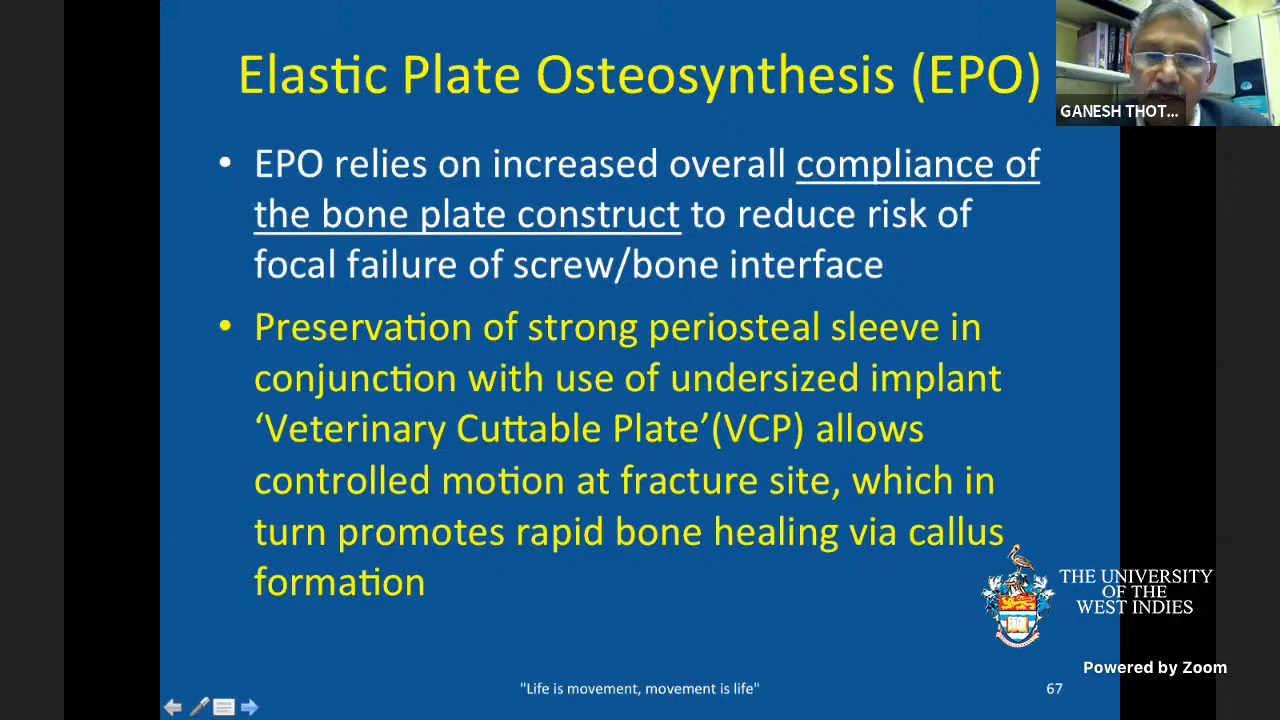 Elastic Plate Osteosynthesis (EPO)
GANESH THOT...
• EPO relies on increased overall compliance of
the bone plate construct to reduce risk of
focal failure of screw/bone interface
• Preservation of strong periosteal sleeve in
conjunction with use of undersized implant
‘Veterinary Cuttable Plate’(VCP) allows
controlled motion at fracture site, which in
turn promotes rapid bone healing via callus
formation
THE UNIVERSITY
OF THE
WEST INDIES
Powered by Zoom
"Life is movement, movement is life"
67